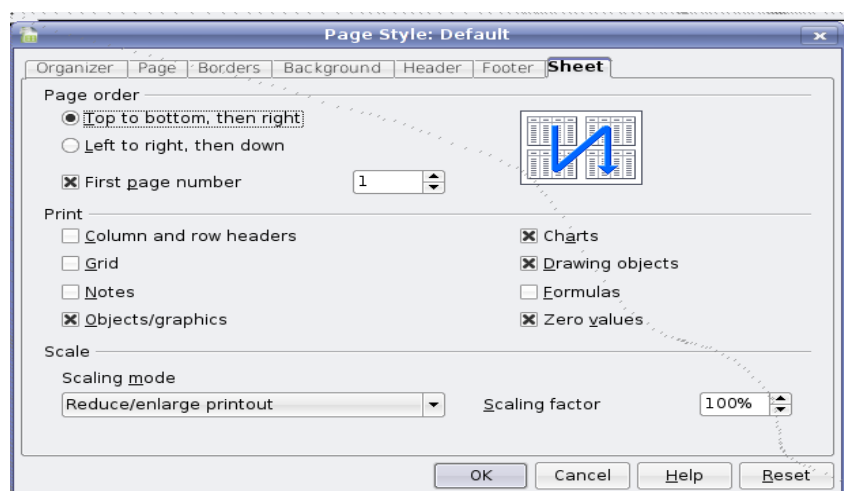 Page Style: Default
Organizer Page Borders Background Header Footer Sheet
Page order
Top to bottom, then right
Left to right, then down
First page number 1
Print
Column and row headers Charts
Grid Drawing objects
Notes Formulas
Objects/graphics Zero values
Scale
Scaling mode
Reduce/enlarge printout Scaling factor 100%
OK Cancel Help Reset